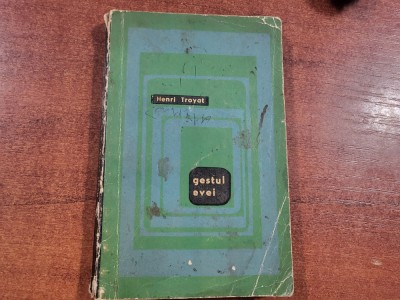 Henri Troyat
gestul
evei